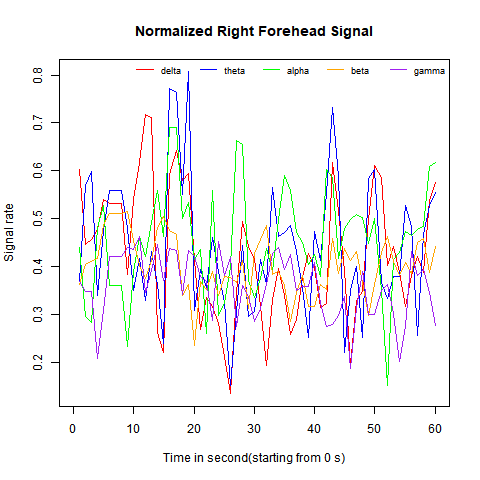 Normalized Right Forehead Signal
delta theta alpha beta gamma
0.8
0.7
0.6
0.5
0.4
0.3
0.2
Signal rate
0 10 20 30 40 50 60
Time in second(starting from 0 s)